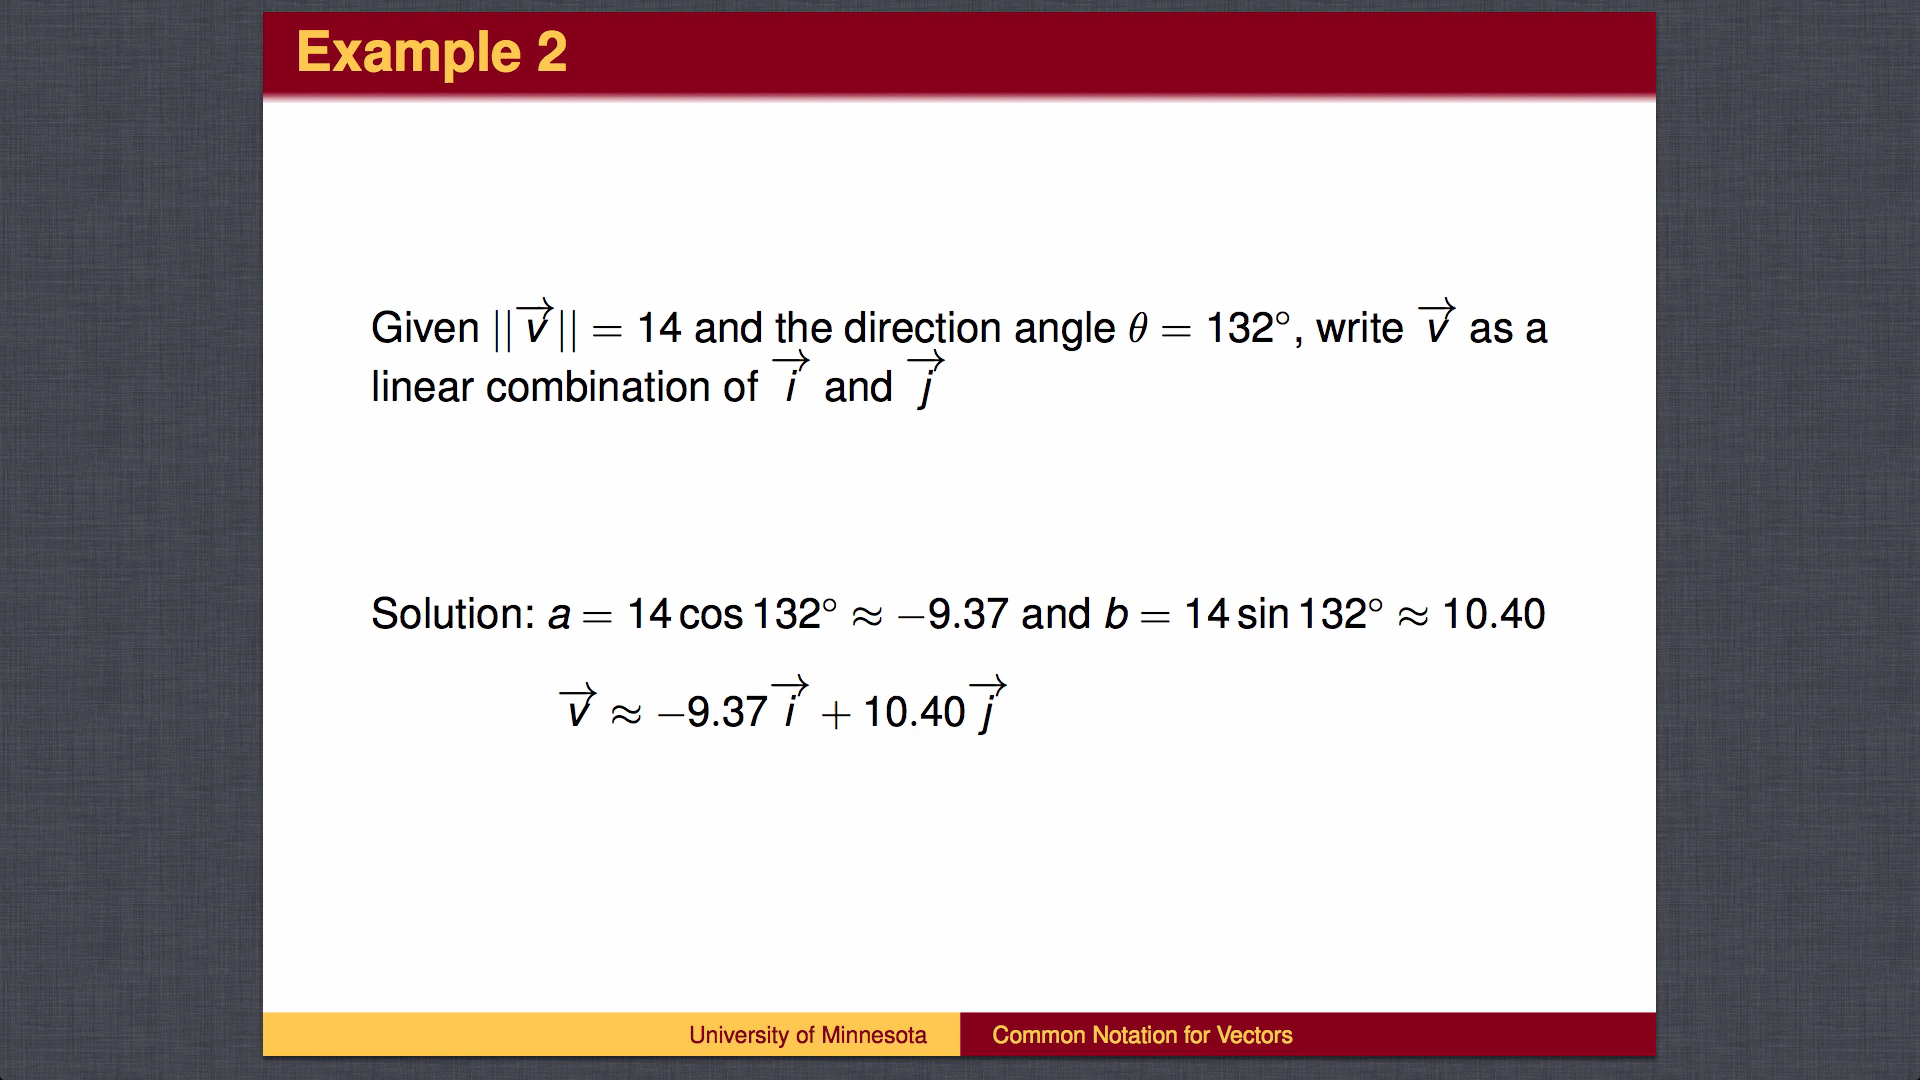 Example 2
Given ||v⃗|| = 14 and the direction angle θ = 132°, write v⃗ as a
linear combination of i⃗ and j⃗
Solution: a = 14 cos 132° ≈ −9.37 and b = 14 sin 132° ≈ 10.40
v⃗ ≈ −9.37 i⃗ + 10.40 j⃗
University of Minnesota
Common Notation for Vectors